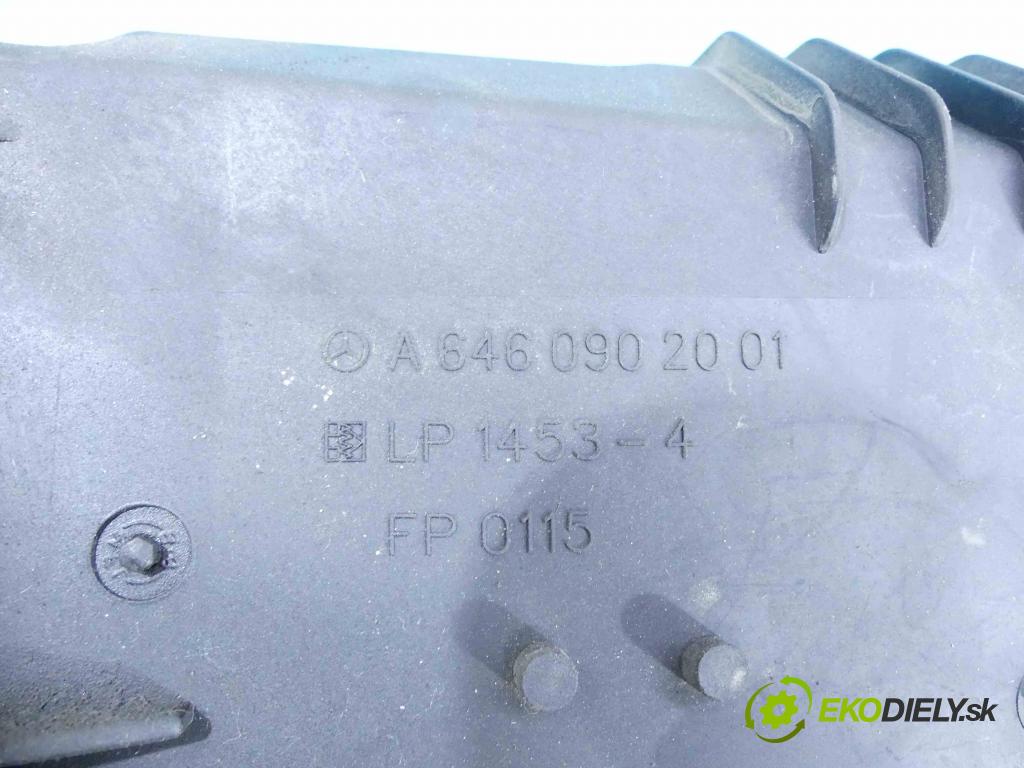 A 646 090 20 01
LP 1453-4
FP 0115
EKODIELY.sk